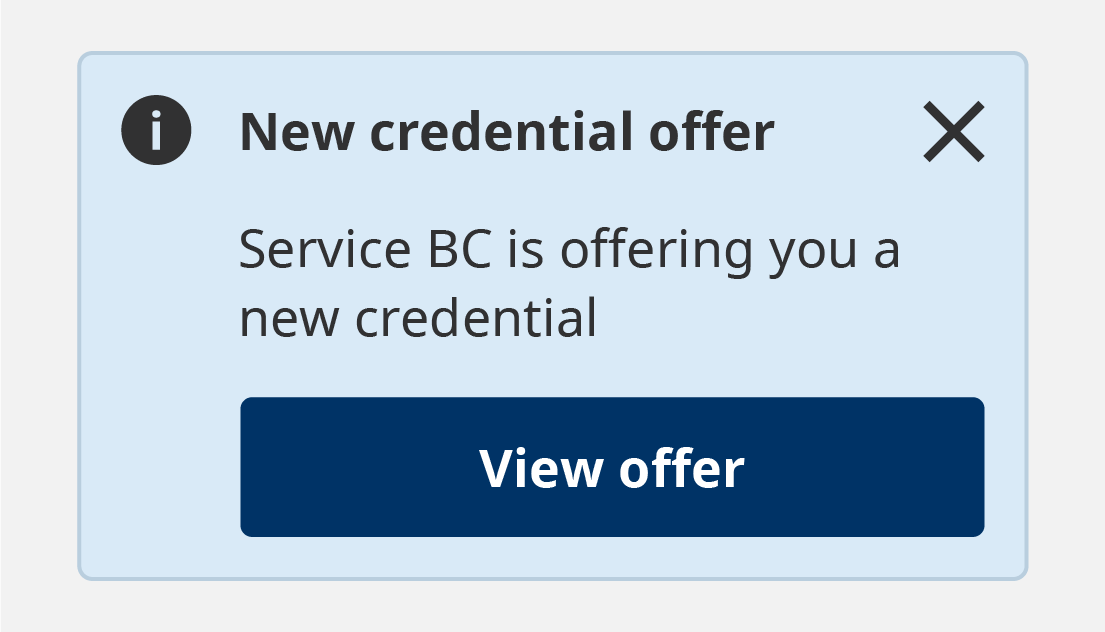 New credential offer
Service BC is offering you a
new credential
View offer